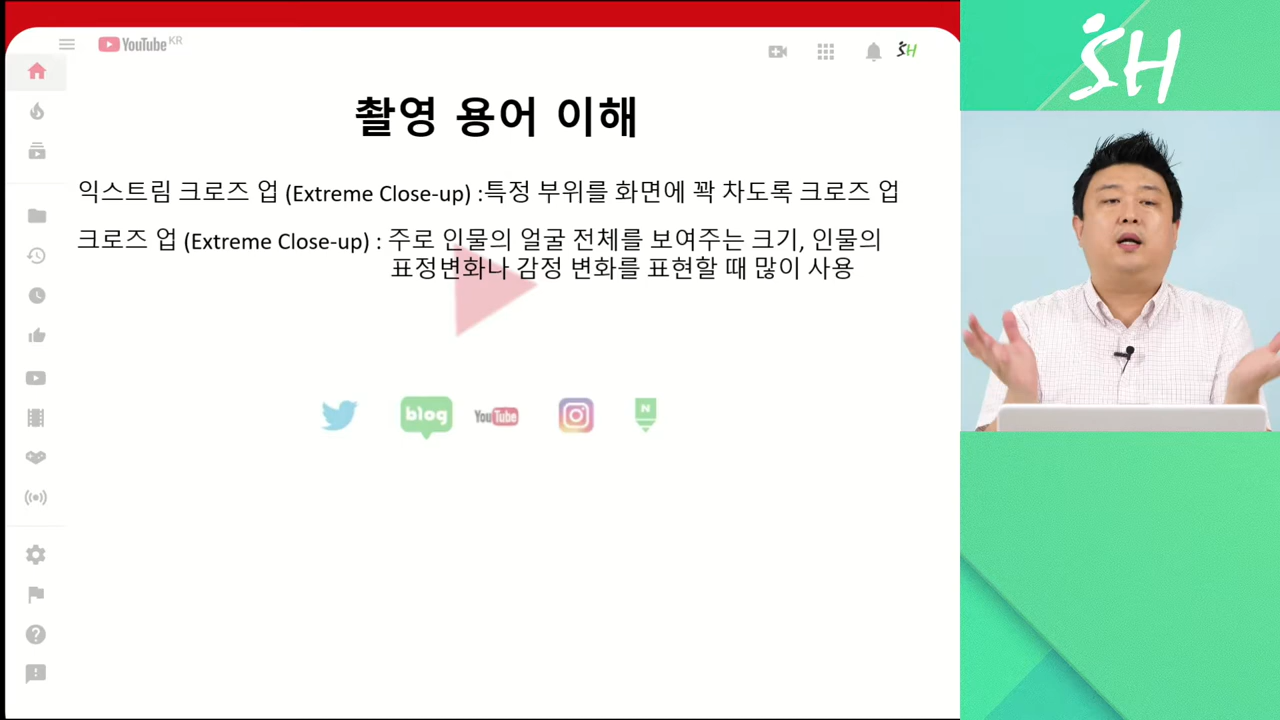 YouTube KR
SH
SH
촬영 용어 이해
익스트림 크로즈 업 (Extreme Close-up) :특정 부위를 화면에 꽉 차도록 크로즈 업
크로즈 업 (Extreme Close-up) : 주로 인물의 얼굴 전체를 보여주는 크기, 인물의
표정변화나 감정 변화를 표현할 때 많이 사용
blog
YouTube
N